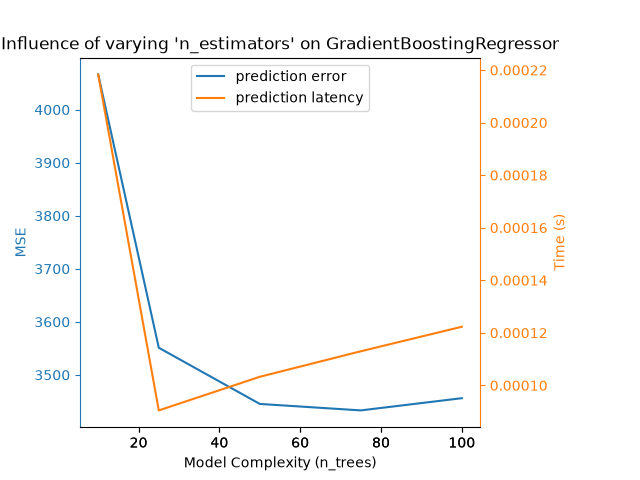 Influence of varying 'n_estimators' on GradientBoostingRegressor
prediction error
prediction latency
MSE
4000
3900
3800
3700
3600
3500
0.00022
0.00020
0.00018
0.00016
0.00014
0.00012
0.00010
Time (s)
20 40 60 80 100
Model Complexity (n_trees)